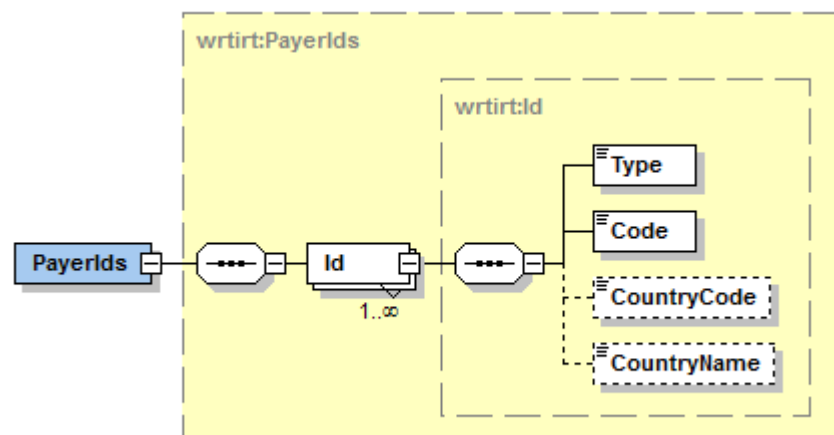 wrtirt:PayerIds
wrtirt:Id
Type
Code
PayerIds
Id
CountryCode
1..∞
CountryName